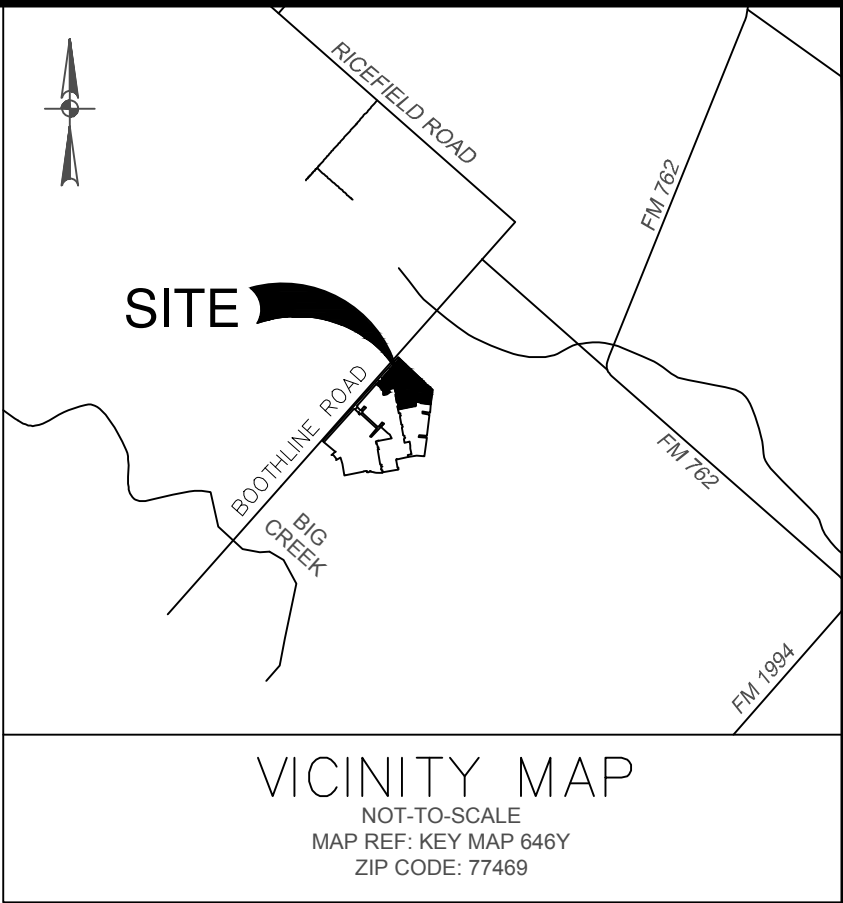 RICEFIELD ROAD
FM 762
SITE
BOOTHLINE ROAD
FM 762
BIG
CREEK
FM 1994
VICINITY MAP
NOT-TO-SCALE
MAP REF: KEY MAP 646Y
ZIP CODE: 77469